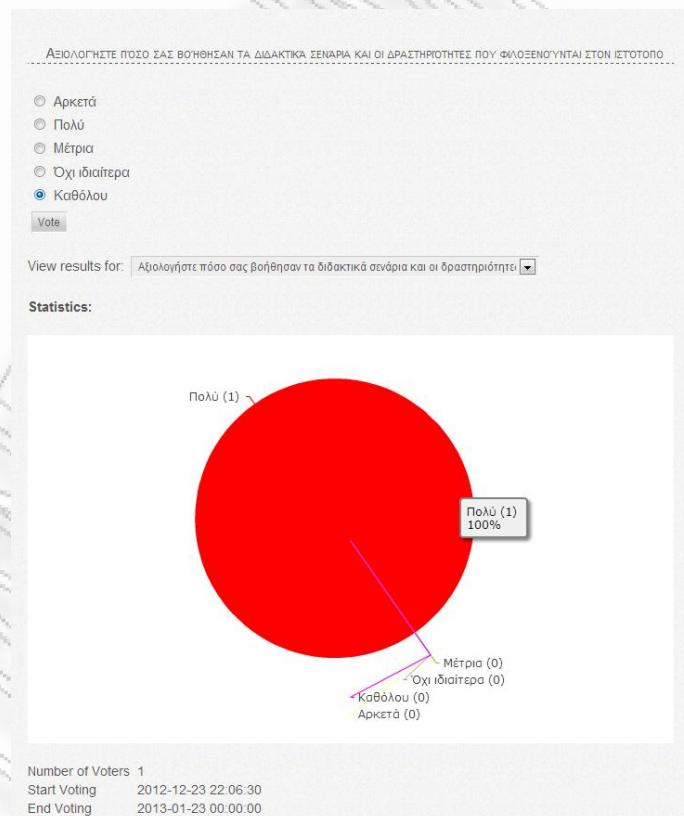 ΑΞΙΟΛΟΓΉΣΤΕ ΠΌΣΟ ΣΑΣ ΒΟΉΘΗΣΑΝ ΤΑ ΔΙΔΑΚΤΙΚΆ ΣΕΝΆΡΙΑ ΚΑΙ ΟΙ ΔΡΑΣΤΗΡΙΌΤΗΤΕΣ ΠΟΥ ΦΙΛΟΞΕΝΟΎΝΤΑΙ ΣΤΟΝ ΙΣΤΌΤΟΠΟ
Αρκετά
Πολύ
Μέτρια
Όχι ιδιαίτερα
Καθόλου
Vote
View results for: Αξιολογήστε πόσο σας βοήθησαν τα διδακτικά σενάρια και οι δραστηριότητε
Statistics:
Πολύ (1)
Πολύ (1)
100%
Μέτρια (0)
Όχι ιδιαίτερα (0)
Καθόλου (0)
Αρκετά (0)
Number of Voters 1
Start Voting 2012-12-23 22:06:30
End Voting 2013-01-23 00:00:00